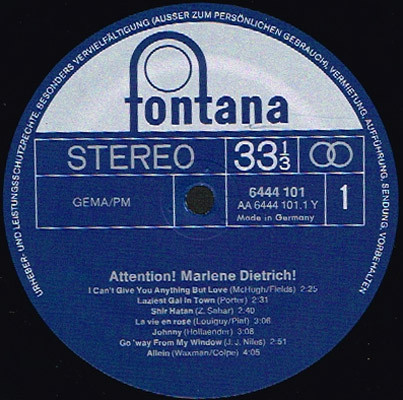 URHEBER- UND LEISTUNGSSCHUTZRECHTE, BESONDERS VERVIELFÄLTIGUNG (AUSSER ZUM PERSÖNLICHEN GEBRAUCH), VERMIETUNG, AUFFÜHRUNG, SENDUNG, VORBEHALTEN
fontana
STEREO 33 1/3
GEMA/PM
6444 101
AA 6444 101.1 Y
Made in Germany
1
Attention! Marlene Dietrich!
I Can't Give You Anything But Love (McHugh/Fields) 2:25
Laziest Gal in Town (Porter) 2:31
Shir Hatan (Z. Sahar) 2:40
La vie en rose (Louiguy/Piaf) 3:06
Johnny (Hollaender) 3:08
Go 'way From My Window (J. J. Niles) 2:51
Allein (Waxman/Colpe) 4:05